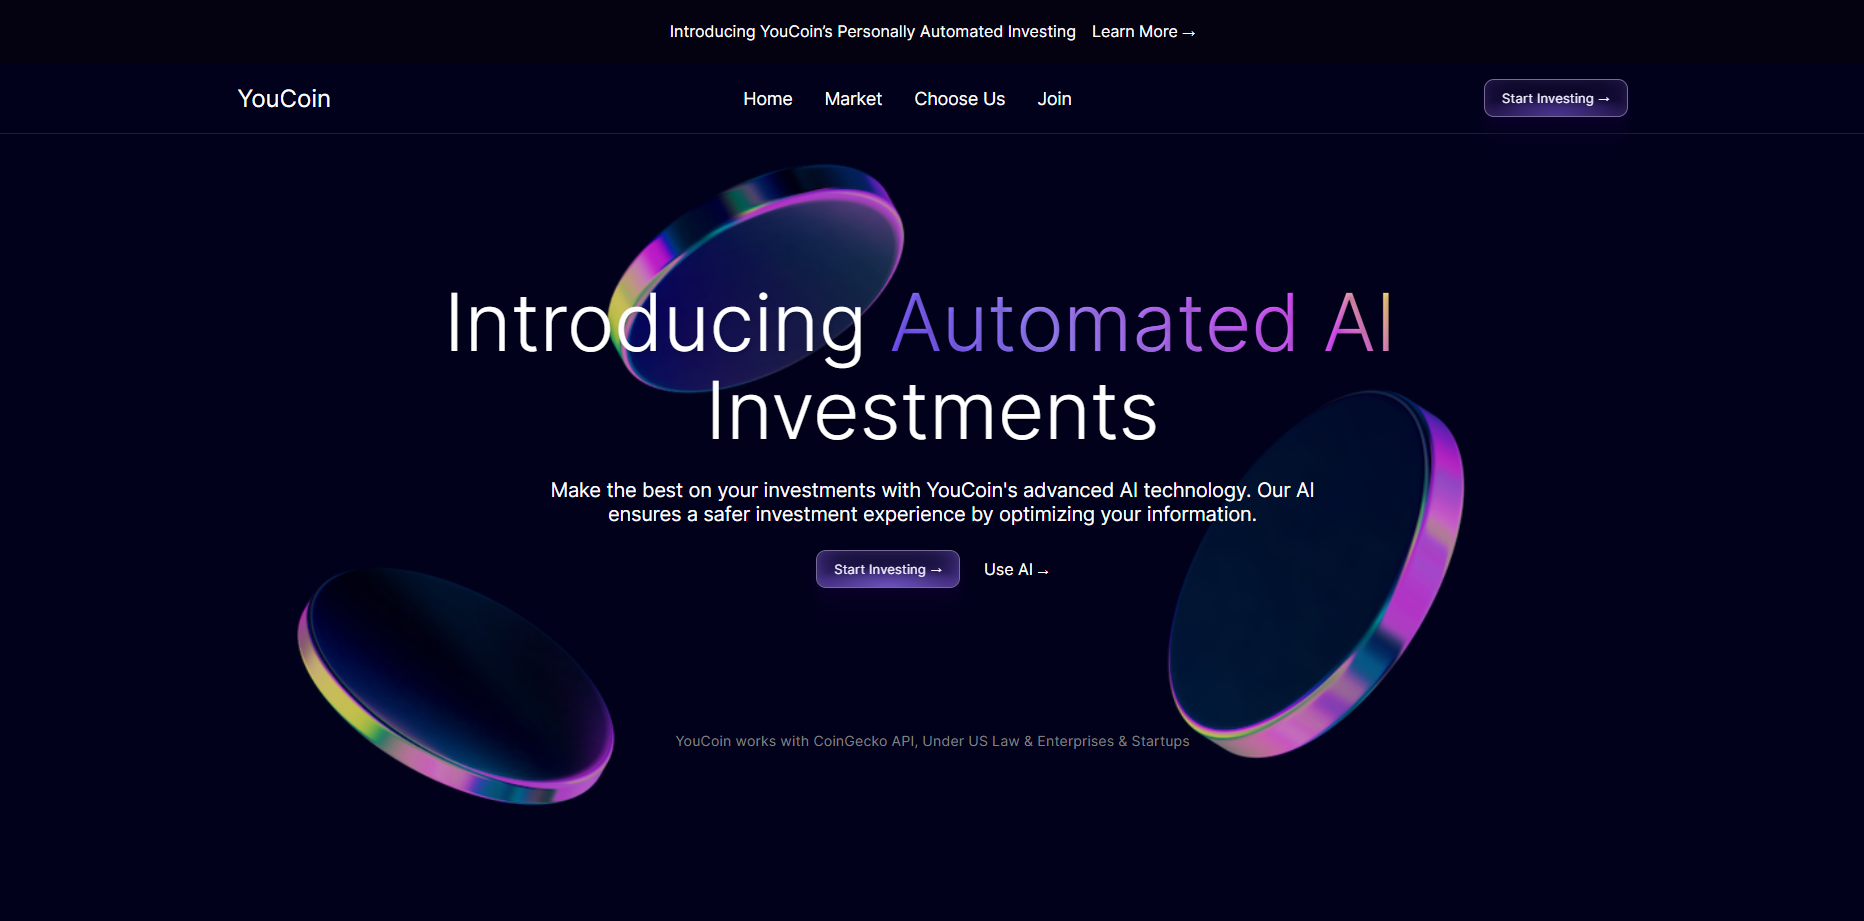 Introducing YouCoin’s Personally Automated Investing Learn More →
YouCoin
Home Market Choose Us Join
Start Investing →
Introducing Automated AI
Investments
Make the best on your investments with YouCoin's advanced AI technology. Our AI
ensures a safer investment experience by optimizing your information.
Start Investing → Use AI →
YouCoin works with CoinGecko API, Under US Law & Enterprises & Startups